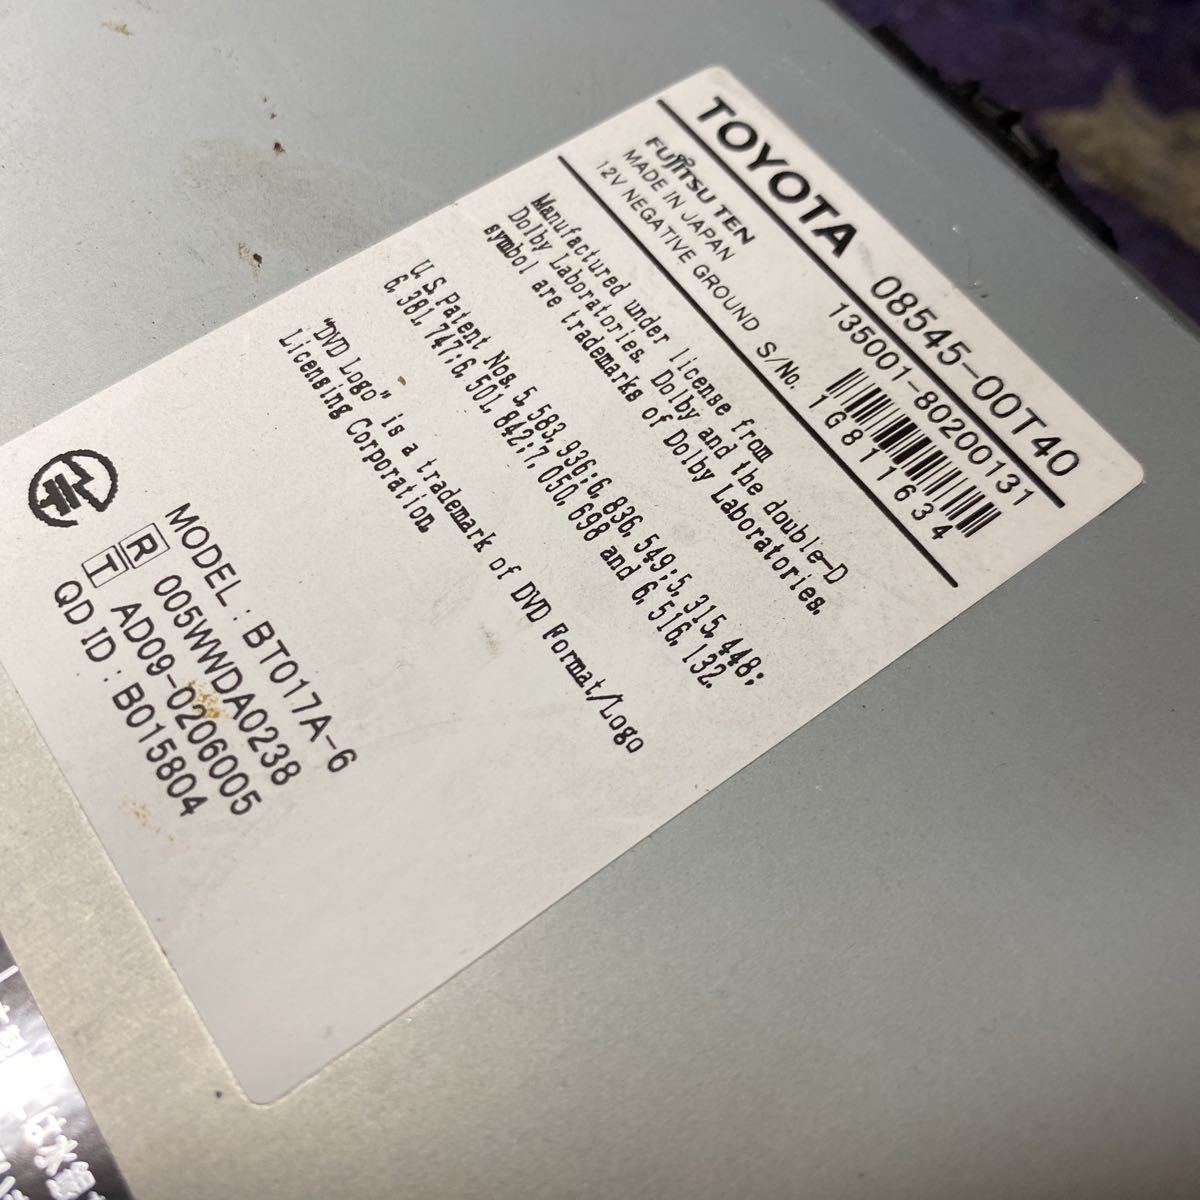 TOYOTA 08545-00T40
FUJITSU TEN 135001-80200131
MADE IN JAPAN
12V NEGATIVE GROUND S/No. 1G811634
Manufactured under license from
Dolby Laboratories. Dolby and the double-D
symbol are trademarks of Dolby Laboratories.
U.S.Patent Nos. 5,583,936;6,836,549;5,315,448;
6,381,747;6,501,842;7,050,698 and 6,516,132.
"DVD Logo" is a trademark of DVD Format/Logo
Licensing Corporation.
MODEL : BT017A-6
R 005WWDA0238
T AD09-0206005
QD ID : B015804